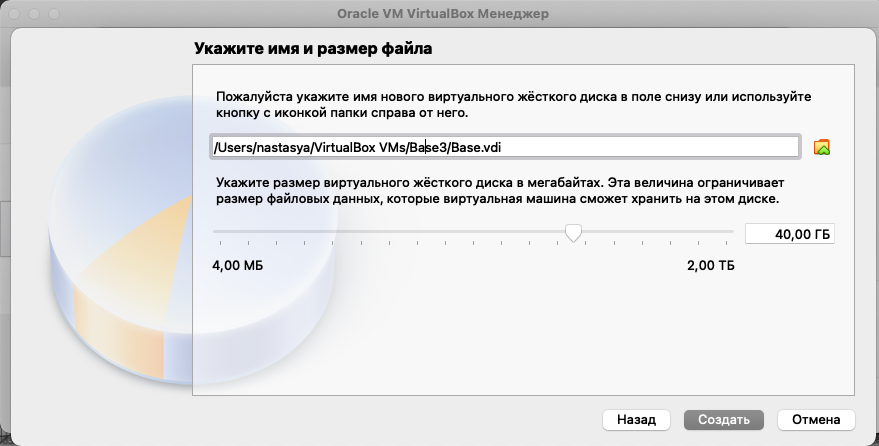 Oracle VM VirtualBox Менеджер
Укажите имя и размер файла
Пожалуйста укажите имя нового виртуального жёсткого диска в поле снизу или используйте
кнопку с иконкой папки справа от него.
/Users/nastasya/VirtualBox VMs/Base3/Base.vdi
Укажите размер виртуального жёсткого диска в мегабайтах. Эта величина ограничивает
размер файловых данных, которые виртуальная машина сможет хранить на этом диске.
40,00 ГБ
4,00 МБ 2,00 ТБ
Назад Создать Отмена